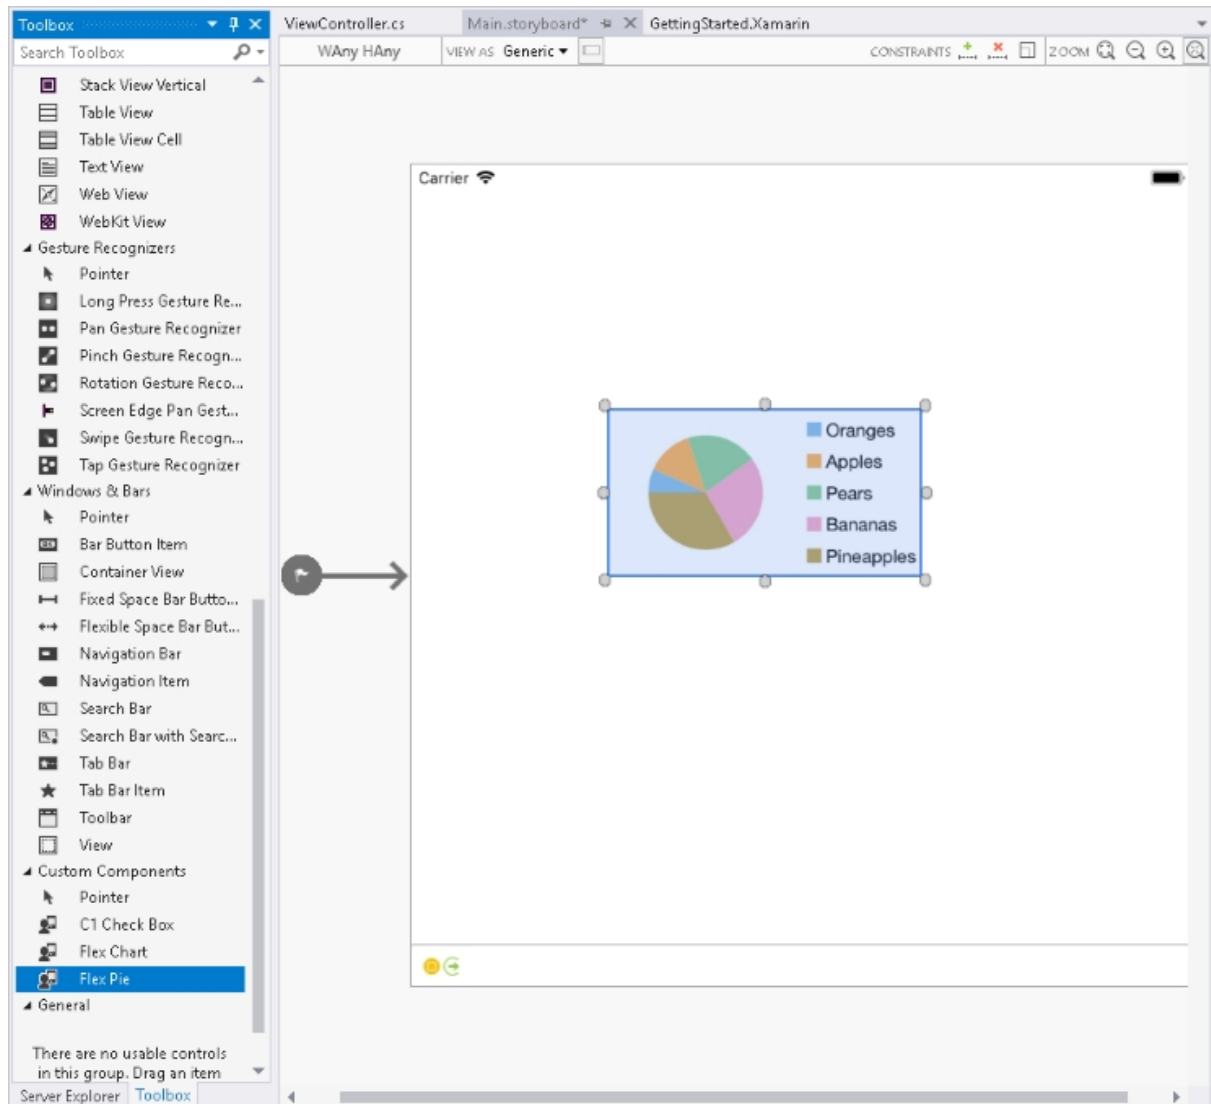 Toolbox
Search Toolbox
Stack View Vertical
Table View
Table View Cell
Text View
Web View
WebKit View
Gesture Recognizers
Pointer
Long Press Gesture Re...
Pan Gesture Recognizer
Pinch Gesture Recogn...
Rotation Gesture Reco...
Screen Edge Pan Gest...
Swipe Gesture Recogn...
Tap Gesture Recognizer
Windows & Bars
Pointer
Bar Button Item
Container View
Fixed Space Bar Butto...
Flexible Space Bar But...
Navigation Bar
Navigation Item
Search Bar
Search Bar with Searc...
Tab Bar
Tab Bar Item
Toolbar
View
Custom Components
Pointer
C1 Check Box
Flex Chart
Flex Pie
General
There are no usable controls
in this group. Drag an item
Server Explorer Toolbox
ViewController.cs Main.storyboard* GettingStarted.Xamarin
WAny HAny VIEW AS Generic CONSTRAINTS ZOOM
Carrier
Oranges
Apples
Pears
Bananas
Pineapples